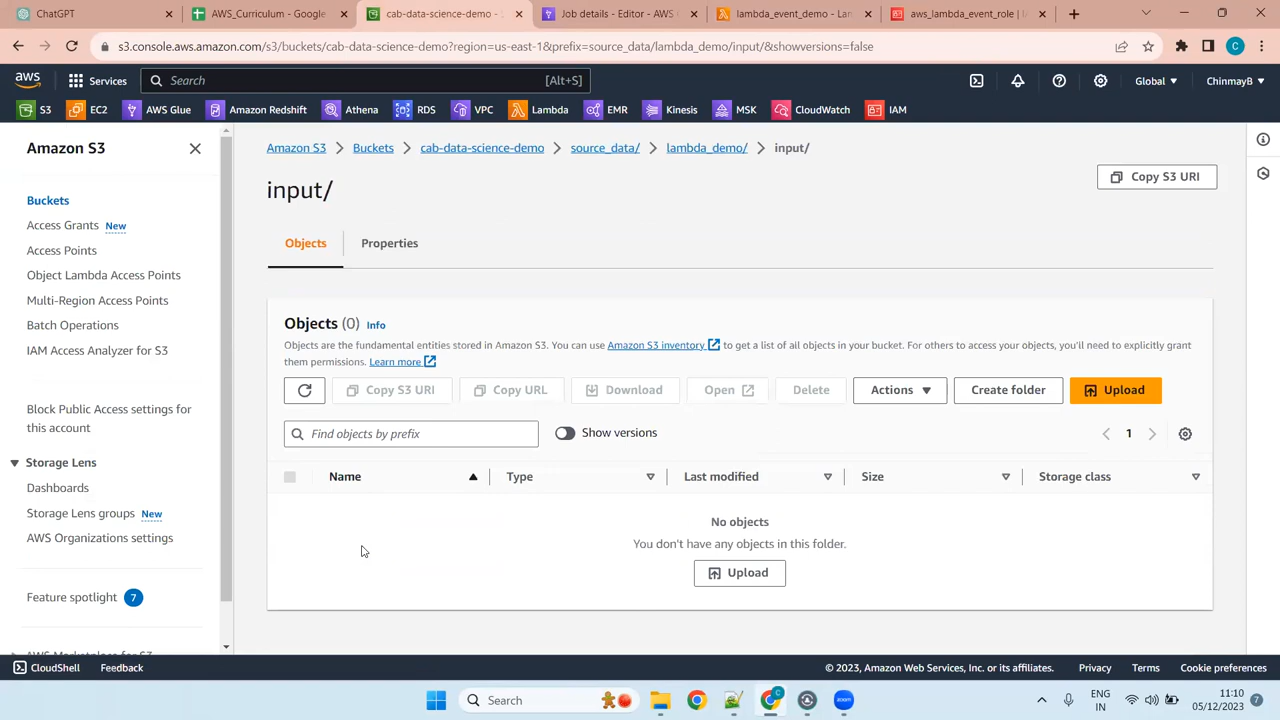 ChatGPT
AWS_Curriculum - Google
cab-data-science-demo -
Job details - Editor - AWS
lambda_event_demo - Lan
aws_lambda_event_role | I
s3.console.aws.amazon.com/s3/buckets/cab-data-science-demo?region=us-east-1&prefix=source_data/lambda_demo/input/&showversions=false
C
aws
Services
Search
[Alt+S]
Global
ChinmayB
S3
EC2
AWS Glue
Amazon Redshift
Athena
RDS
VPC
Lambda
EMR
Kinesis
MSK
CloudWatch
IAM
Amazon S3
Buckets
Access Grants New
Access Points
Object Lambda Access Points
Multi-Region Access Points
Batch Operations
IAM Access Analyzer for S3
Block Public Access settings for
this account
Storage Lens
Dashboards
Storage Lens groups New
AWS Organizations settings
Feature spotlight 7
AWS Marketplace for S3
Amazon S3
Buckets
cab-data-science-demo
source_data/
lambda_demo/
input/
input/
Copy S3 URI
Objects
Properties
Objects (0) Info
Objects are the fundamental entities stored in Amazon S3. You can use Amazon S3 inventory to get a list of all objects in your bucket. For others to access your objects, you'll need to explicitly grant
them permissions. Learn more
Copy S3 URI
Copy URL
Download
Open
Delete
Actions
Create folder
Upload
Find objects by prefix
Show versions
1
Name
Type
Last modified
Size
Storage class
No objects
You don't have any objects in this folder.
Upload
CloudShell
Feedback
© 2023, Amazon Web Services, Inc. or its affiliates.
Privacy
Terms
Cookie preferences
Search
C
zoom
ENG
IN
11:10
05/12/2023
7